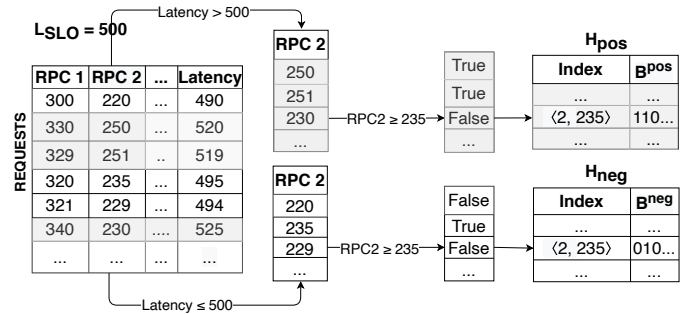 L_SLO = 500
Latency > 500
REQUESTS
RPC 1 RPC 2 ... Latency
300 220 ... 490
330 250 ... 520
329 251 .. 519
320 235 ... 495
321 229 ... 494
340 230 .... 525
... ... ... ...
Latency ≤ 500
RPC 2
250
251
230
...
RPC2 ≥ 235
True
True
False
...
H_pos
Index B^pos
... ...
⟨2, 235⟩ 110...
... ...
RPC 2
220
235
229
...
RPC2 ≥ 235
False
True
False
...
H_neg
Index B^neg
... ...
⟨2, 235⟩ 010...
... ...